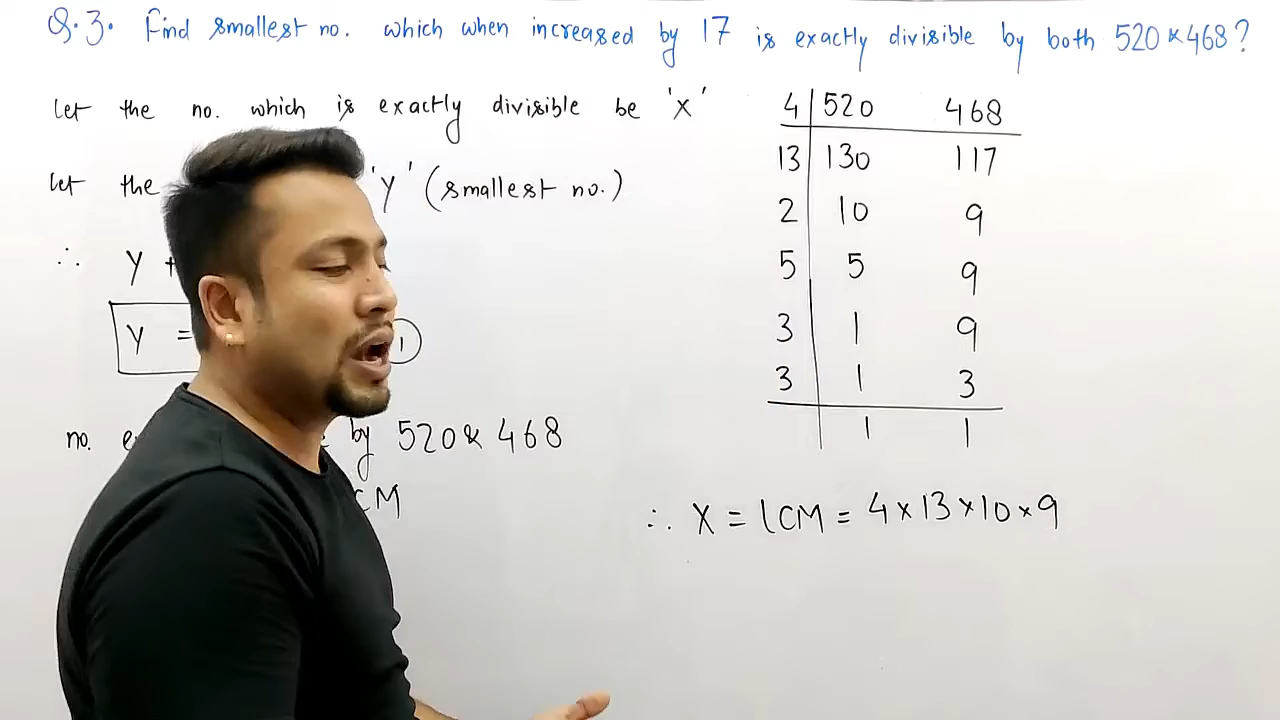 Q.3. Find smallest no. which when increased by 17 is exactly divisible by both 520 & 468?
let the no. which is exactly divisible be 'x'
let the 'y' (smallest no.)
∴ y +
y = 1
no. by 520 & 468
CM
4 520 468
13 130 117
2 10 9
5 5 9
3 1 9
3 1 3
1 1
∴ X = LCM = 4 × 13 × 10 × 9